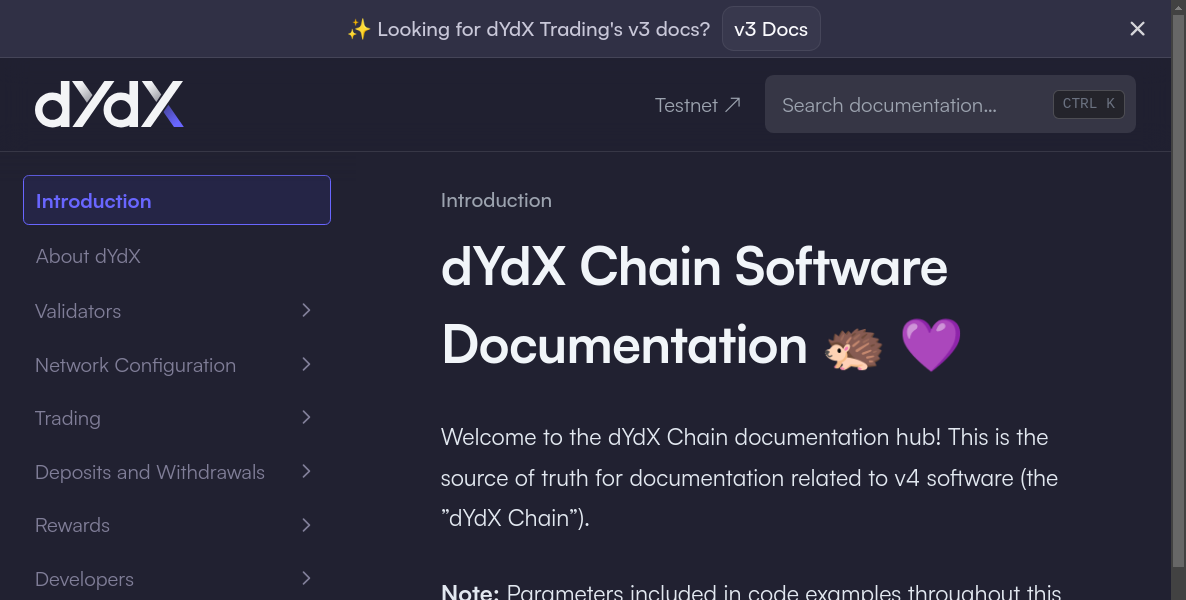 ✨ Looking for dYdX Trading's v3 docs? v3 Docs
dYdX
Testnet ↗ Search documentation... CTRL K
Introduction
About dYdX
Validators
Network Configuration
Trading
Deposits and Withdrawals
Rewards
Developers
Introduction
dYdX Chain Software
Documentation 🦔 💜
Welcome to the dYdX Chain documentation hub! This is the
source of truth for documentation related to v4 software (the
”dYdX Chain”).
Note: Parameters included in code examples throughout this